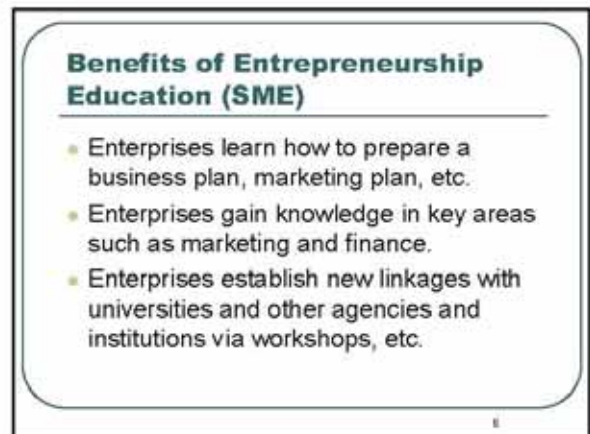 Benefits of Entrepreneurship
Education (SME)
Enterprises learn how to prepare a
business plan, marketing plan, etc.
Enterprises gain knowledge in key areas
such as marketing and finance.
Enterprises establish new linkages with
universities and other agencies and
institutions via workshops, etc.